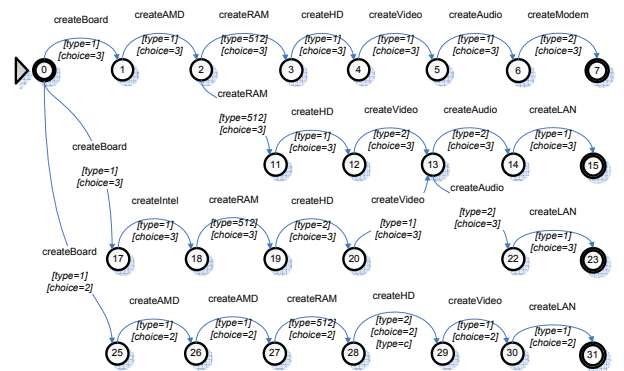 createBoard createAMD createRAM createHD createVideo createAudio createModem
[type=1] [type=1] [type=512] [type=1] [type=1] [type=1] [type=2]
[choice=3] [choice=3] [choice=3] [choice=3] [choice=3] [choice=3] [choice=3]
0 1 2 3 4 5 6 7
createRAM
createHD createVideo createAudio createLAN
[type=512]
[choice=3]
[type=1] [type=2] [type=2] [type=1]
[choice=3] [choice=3] [choice=3] [choice=3]
11 12 13 14 15
createBoard
[type=1]
[choice=3]
createIntel createRAM createHD createVideo createAudio
[type=1] [type=512] [type=2] [type=1] [type=2]
[choice=3] [choice=3] [choice=3] [choice=3] [choice=3]
createLAN
[type=1]
[choice=3]
17 18 19 20 22 23
createBoard
[type=1]
[choice=2]
createAMD createAMD createRAM createHD createVideo createLAN
[type=1] [type=1] [type=512] [type=2] [type=1] [type=1]
[choice=2] [choice=2] [choice=2] [choice=2] [choice=2] [choice=2]
[type=c]
25 26 27 28 29 30 31